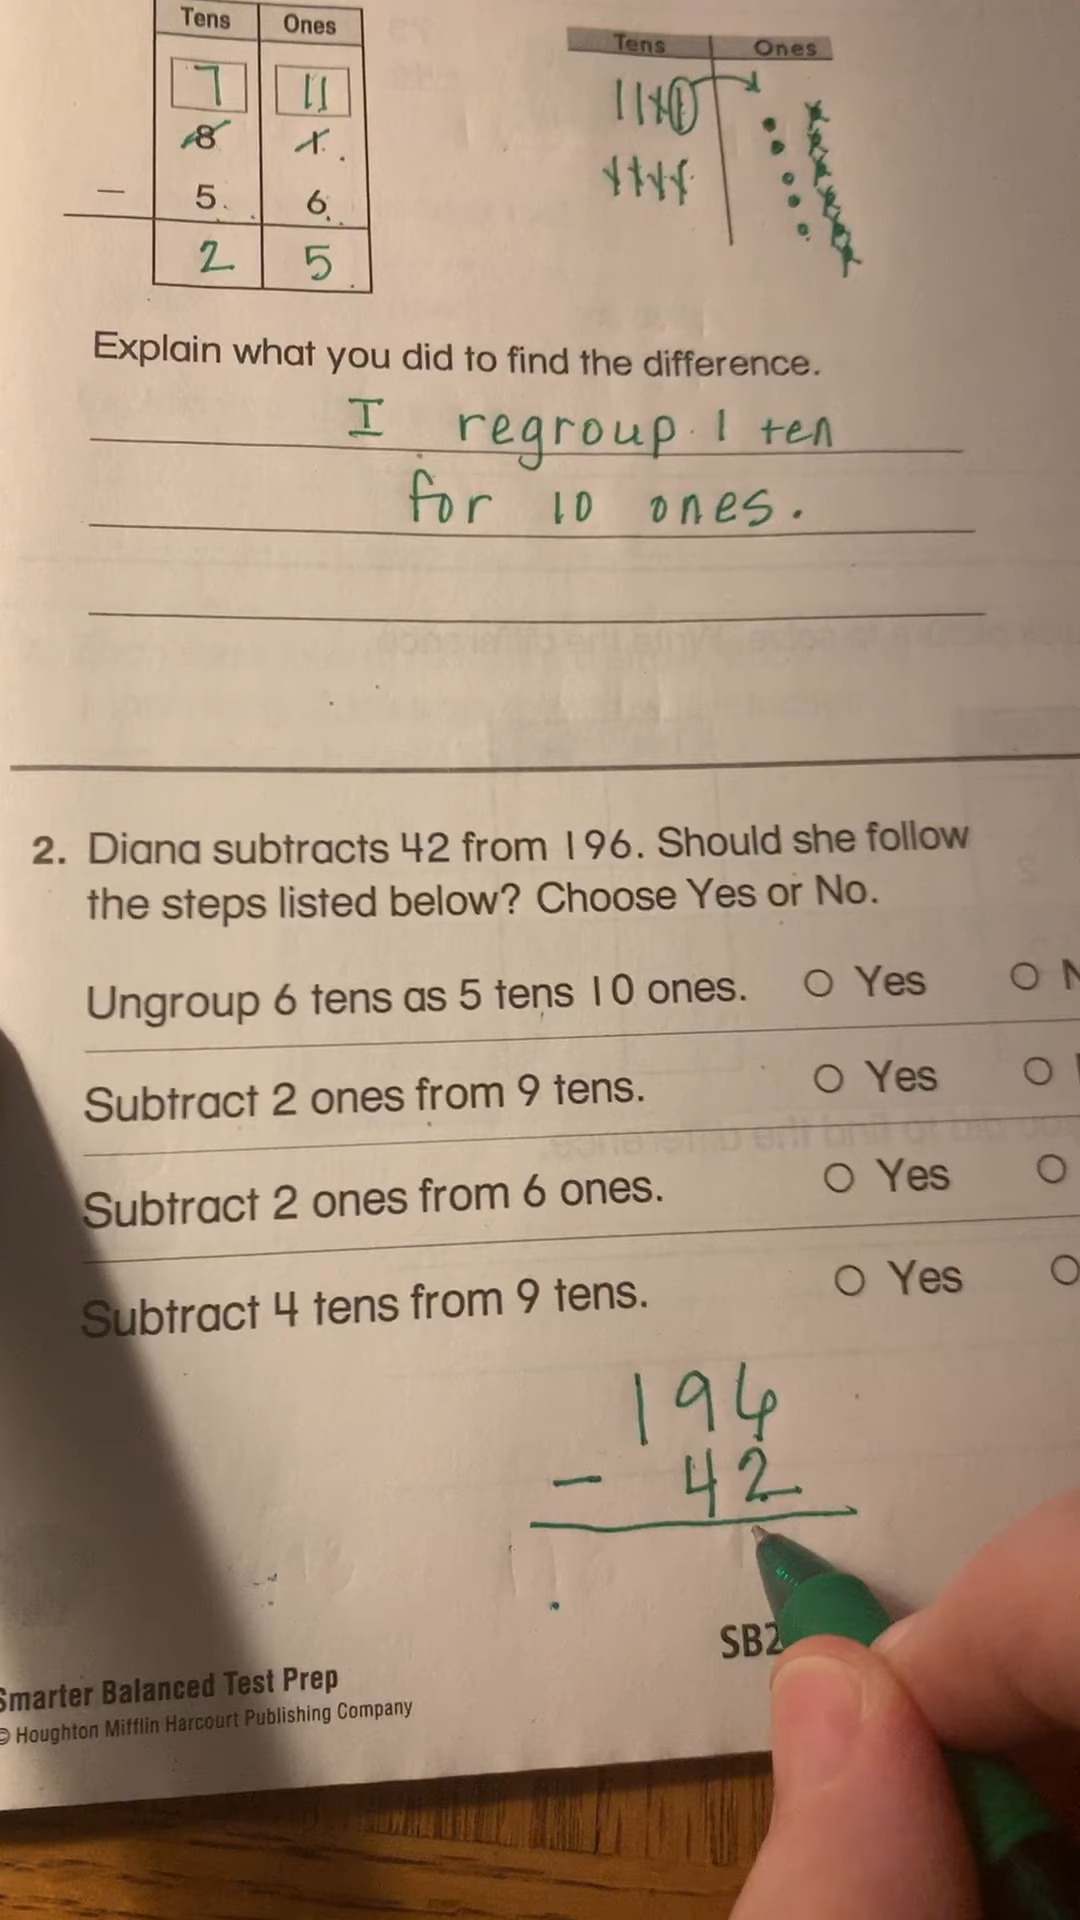 Tens Ones
7 11
8 1
− 5 6
2 5
Tens Ones
Explain what you did to find the difference.
I regroup 1 ten
for 10 ones.
2. Diana subtracts 42 from 196. Should she follow
the steps listed below? Choose Yes or No.
Ungroup 6 tens as 5 tens 10 ones. ○ Yes ○ N
Subtract 2 ones from 9 tens. ○ Yes ○
Subtract 2 ones from 6 ones. ○ Yes ○
Subtract 4 tens from 9 tens. ○ Yes ○
196
− 42
SB2
Smarter Balanced Test Prep
© Houghton Mifflin Harcourt Publishing Company